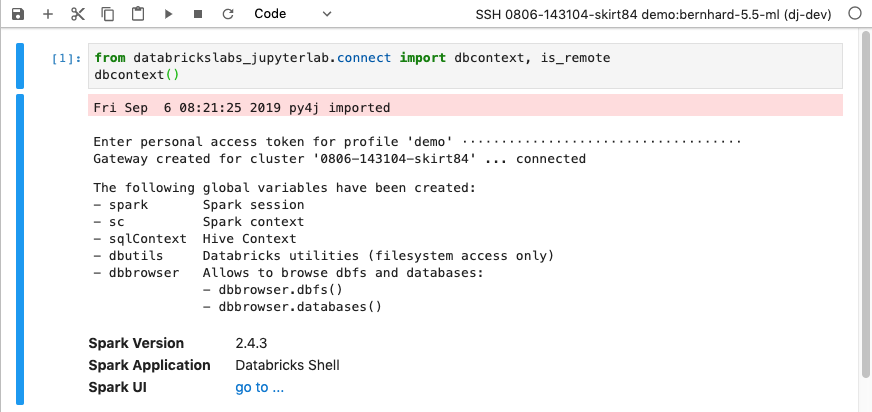 Code SSH 0806-143104-skirt84 demo:bernhard-5.5-ml (dj-dev)
[1]: from databrickslabs_jupyterlab.connect import dbcontext, is_remote
dbcontext()
Fri Sep  6 08:21:25 2019 py4j imported
Enter personal access token for profile 'demo' ····································
Gateway created for cluster '0806-143104-skirt84' ... connected
The following global variables have been created:
- spark       Spark session
- sc          Spark context
- sqlContext  Hive Context
- dbutils     Databricks utilities (filesystem access only)
- dbbrowser   Allows to browse dbfs and databases:
- dbbrowser.dbfs()
- dbbrowser.databases()
Spark Version 2.4.3
Spark Application Databricks Shell
Spark UI go to ...